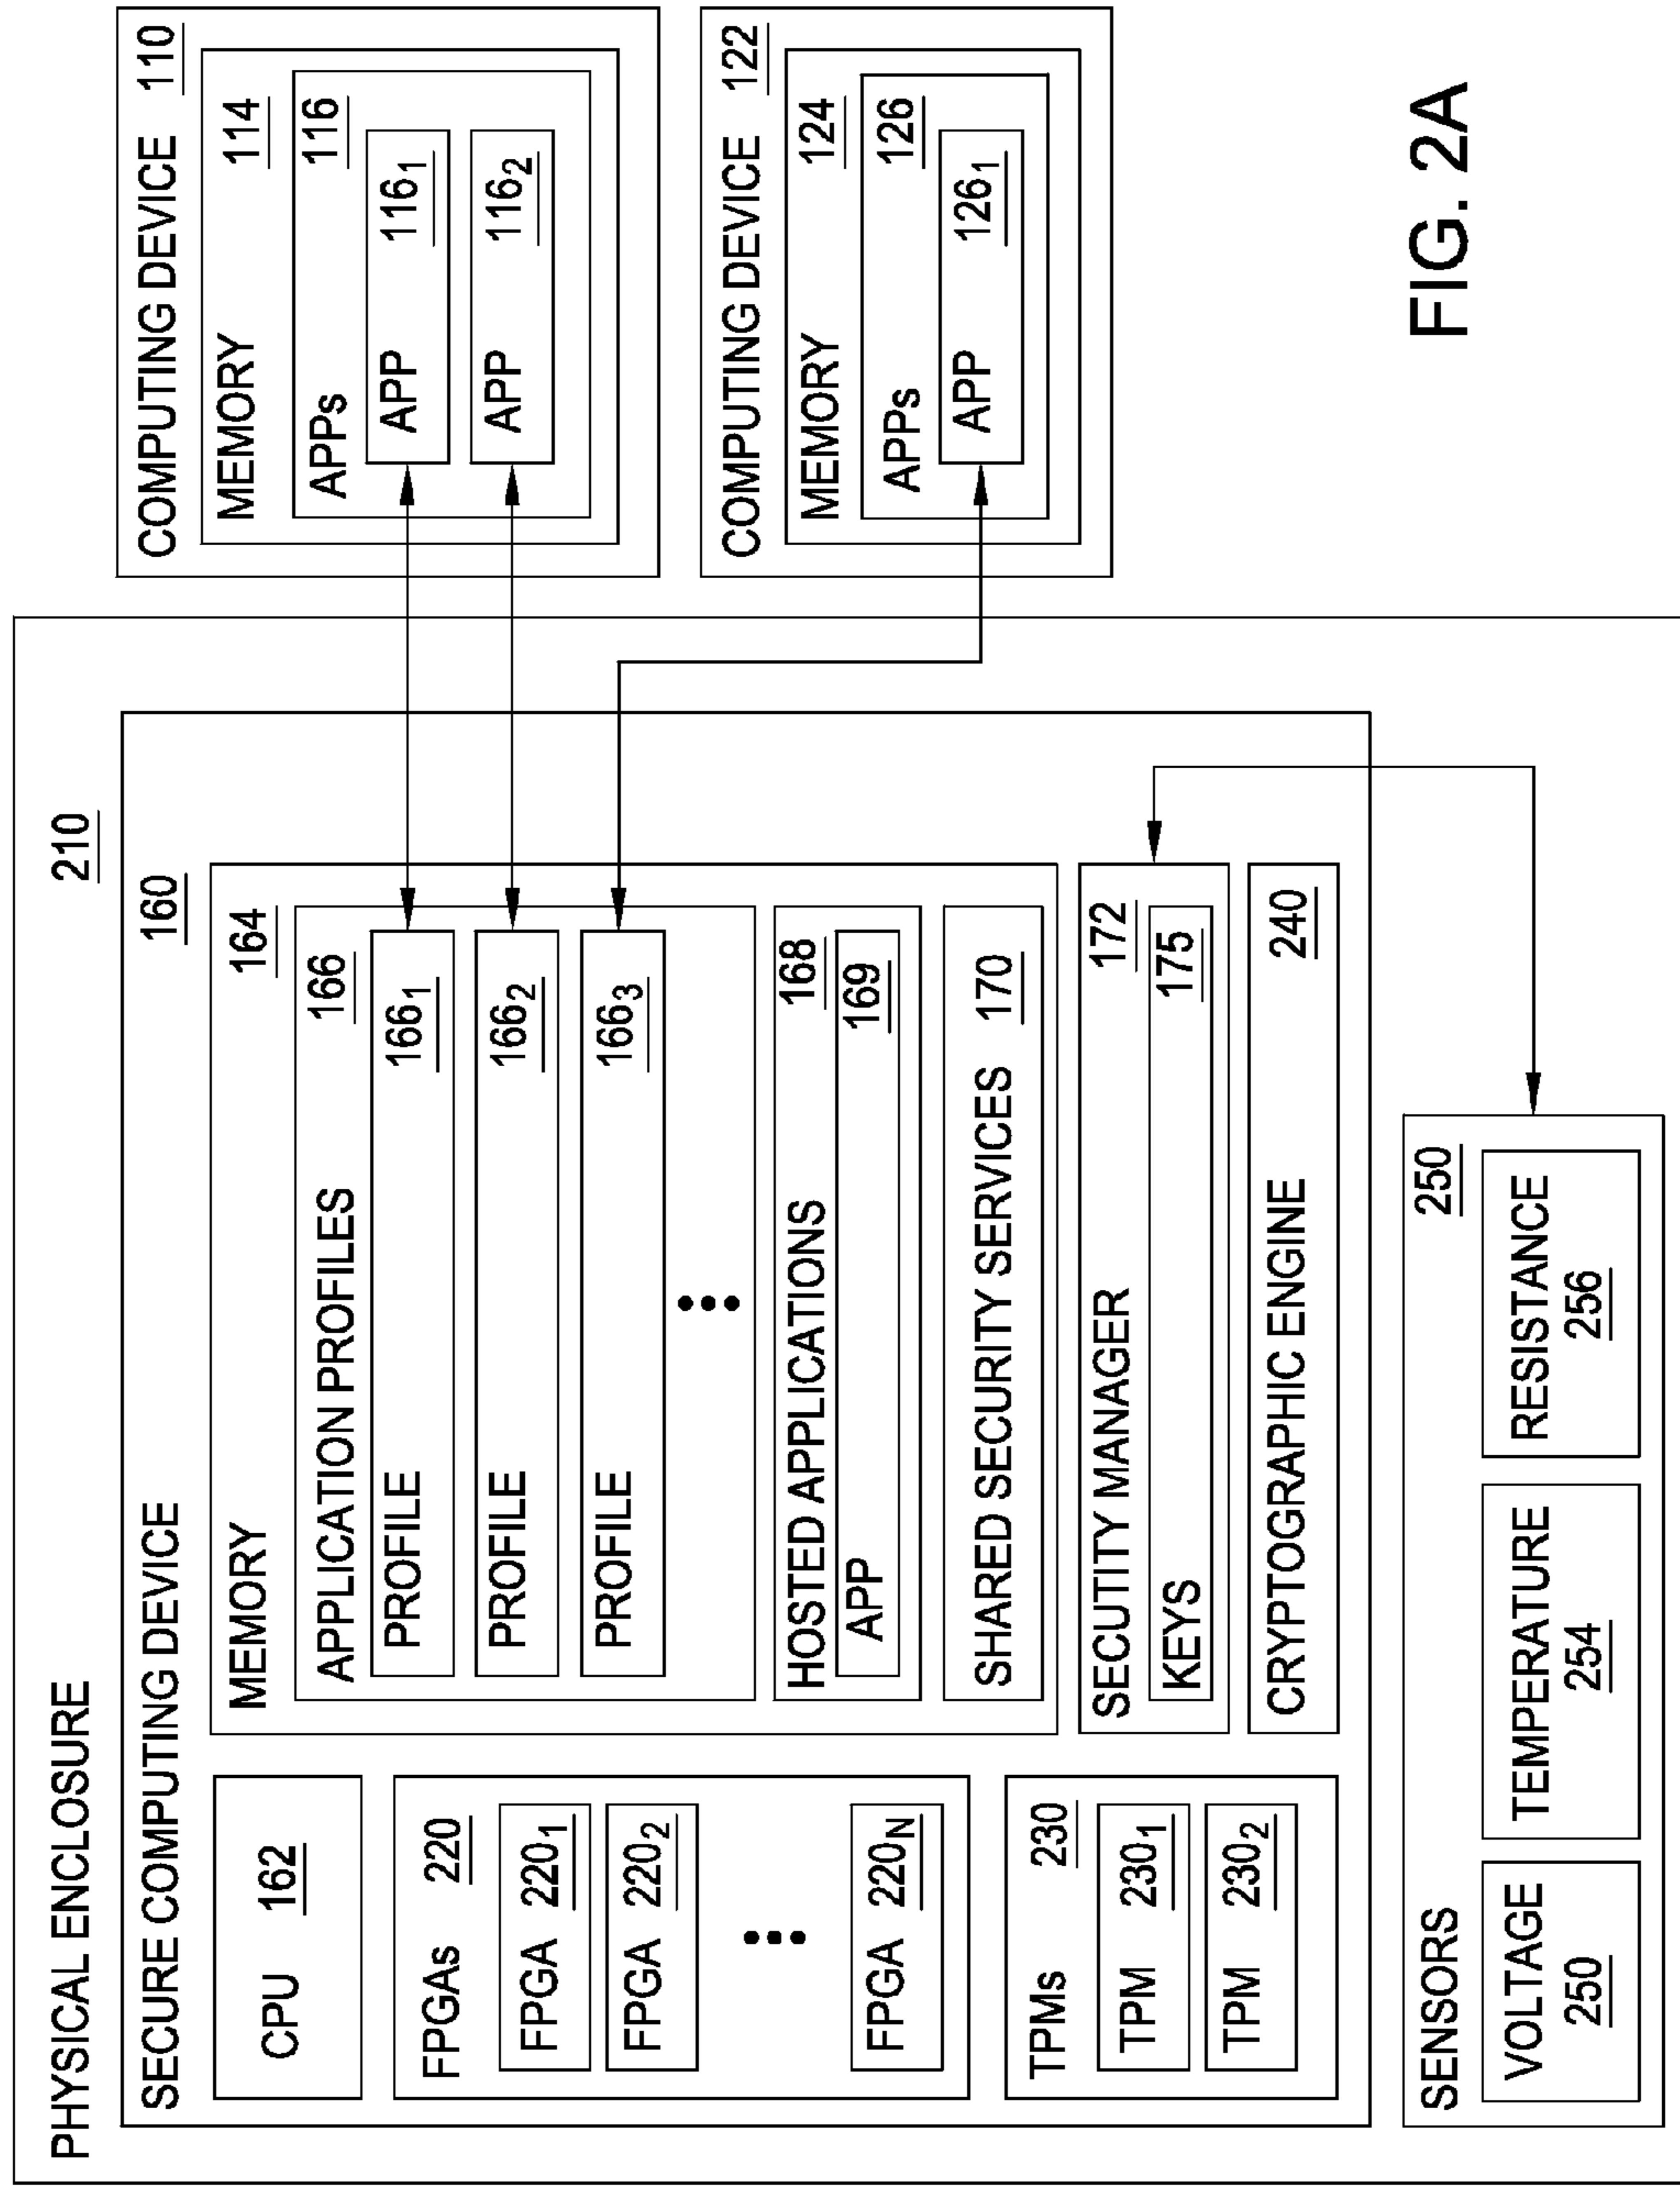 PHYSICAL ENCLOSURE 210
SECURE COMPUTING DEVICE 160
CPU 162
FPGAs 220
FPGA 220₁
FPGA 220₂
FPGA 220N
TPMs 230
TPM 230₁
TPM 230₂
MEMORY 164
APPLICATION PROFILES 166
PROFILE 166₁
PROFILE 166₂
PROFILE 166₃
HOSTED APPLICATIONS 168
APP 169
SHARED SECURITY SERVICES 170
SECUTITY MANAGER 172
KEYS 175
CRYPTOGRAPHIC ENGINE 240
SENSORS 250
VOLTAGE
250
TEMPERATURE
254
RESISTANCE
256
COMPUTING DEVICE 110
MEMORY 114
APPs 116
APP 116₁
APP 116₂
COMPUTING DEVICE 122
MEMORY 124
APPs 126
APP 126₁
FIG. 2A